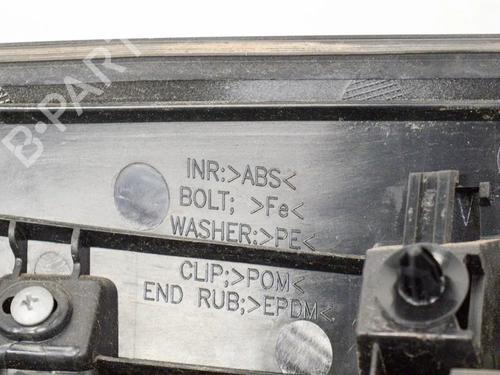 B-PARTS
INR:>ABS<
BOLT; >Fe<
WASHER:>PE<
CLIP;>POM<
END RUB;>EPDM<